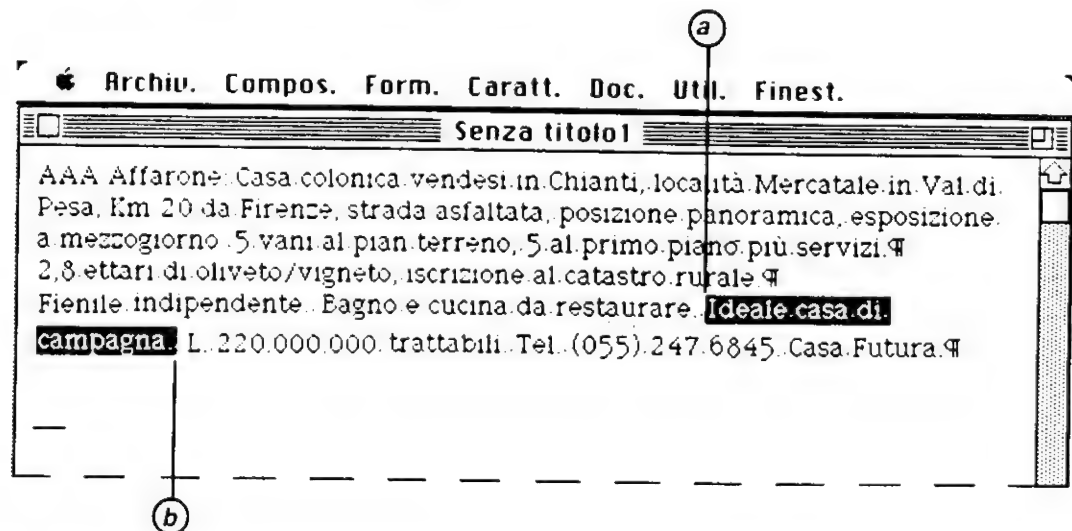 a
Archiv. Compos. Form. Caratt. Doc. Util. Finest.
Senza titolo1
AAA Affarone: Casa colonica vendesi in Chianti, località Mercatale in Val di
Pesa, Km 20 da Firenze, strada asfaltata, posizione panoramica, esposizione
a mezzogiorno. 5 vani al pian terreno, 5 al primo piano più servizi.¶
2,8 ettari di oliveto/vigneto, iscrizione al catastro rurale.¶
Fienile indipendente. Bagno e cucina da restaurare. Ideale casa di
campagna. L. 220.000.000 trattabili. Tel. (055) 247.6845 Casa Futura.¶
b